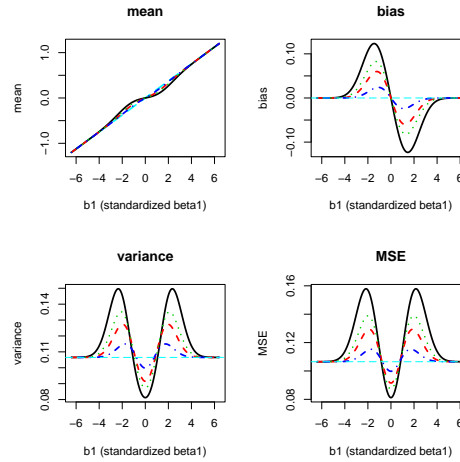 mean
mean
-1.0 0.0 1.0
-6 -4 -2 0 2 4 6
b1 (standardized beta1)
bias
bias
-0.10 0.00 0.10
-6 -4 -2 0 2 4 6
b1 (standardized beta1)
variance
variance
0.08 0.11 0.14
-6 -4 -2 0 2 4 6
b1 (standardized beta1)
MSE
MSE
0.08 0.12 0.16
-6 -4 -2 0 2 4 6
b1 (standardized beta1)